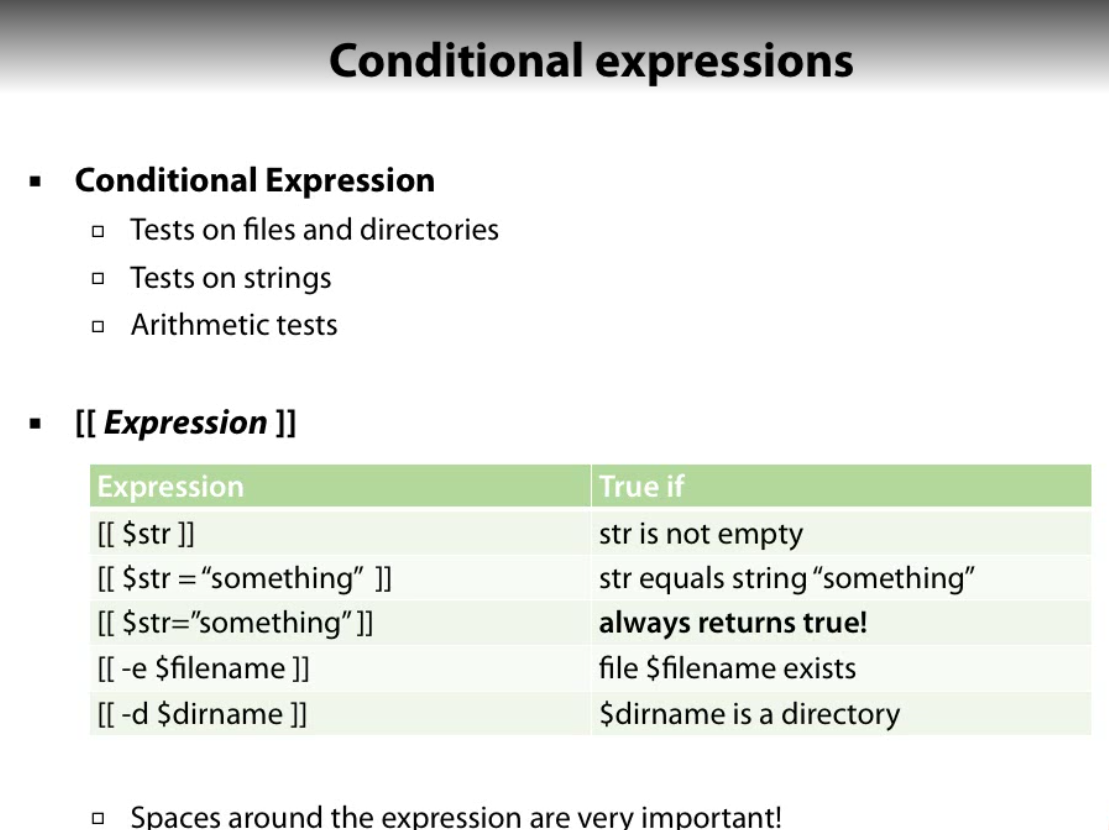 Conditional expressions
▪ Conditional Expression
▫ Tests on files and directories
▫ Tests on strings
▫ Arithmetic tests
▪ [[ Expression ]]
Expression True if
[[ $str ]] str is not empty
[[ $str = “something” ]] str equals string “something”
[[ $str=”something” ]] always returns true!
[[ -e $filename ]] file $filename exists
[[ -d $dirname ]] $dirname is a directory
▫ Spaces around the expression are very important!